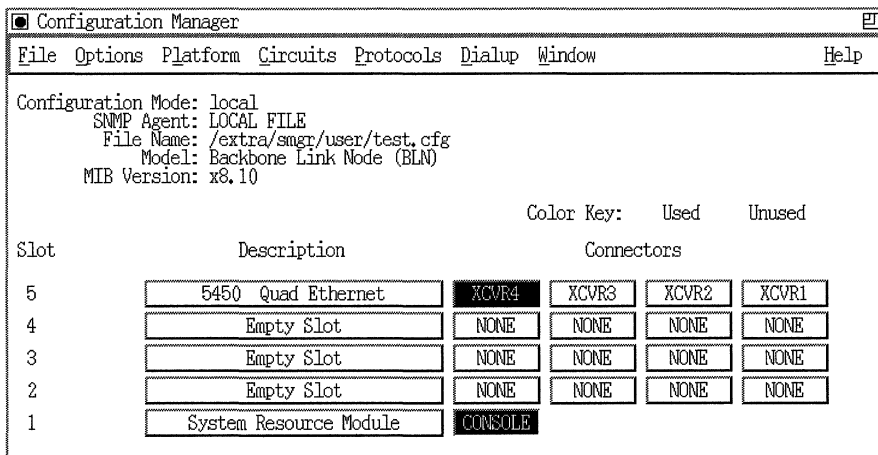 Configuration Manager
File Options Platform Circuits Protocols Dialup Window Help
Configuration Mode: local
SNMP Agent: LOCAL FILE
File Name: /extra/smgr/user/test.cfg
Model: Backbone Link Node (BLN)
MIB Version: x8.10
Color Key: Used Unused
Slot Description Connectors
5 5450 Quad Ethernet XCVR4 XCVR3 XCVR2 XCVR1
4 Empty Slot NONE NONE NONE NONE
3 Empty Slot NONE NONE NONE NONE
2 Empty Slot NONE NONE NONE NONE
1 System Resource Module CONSOLE